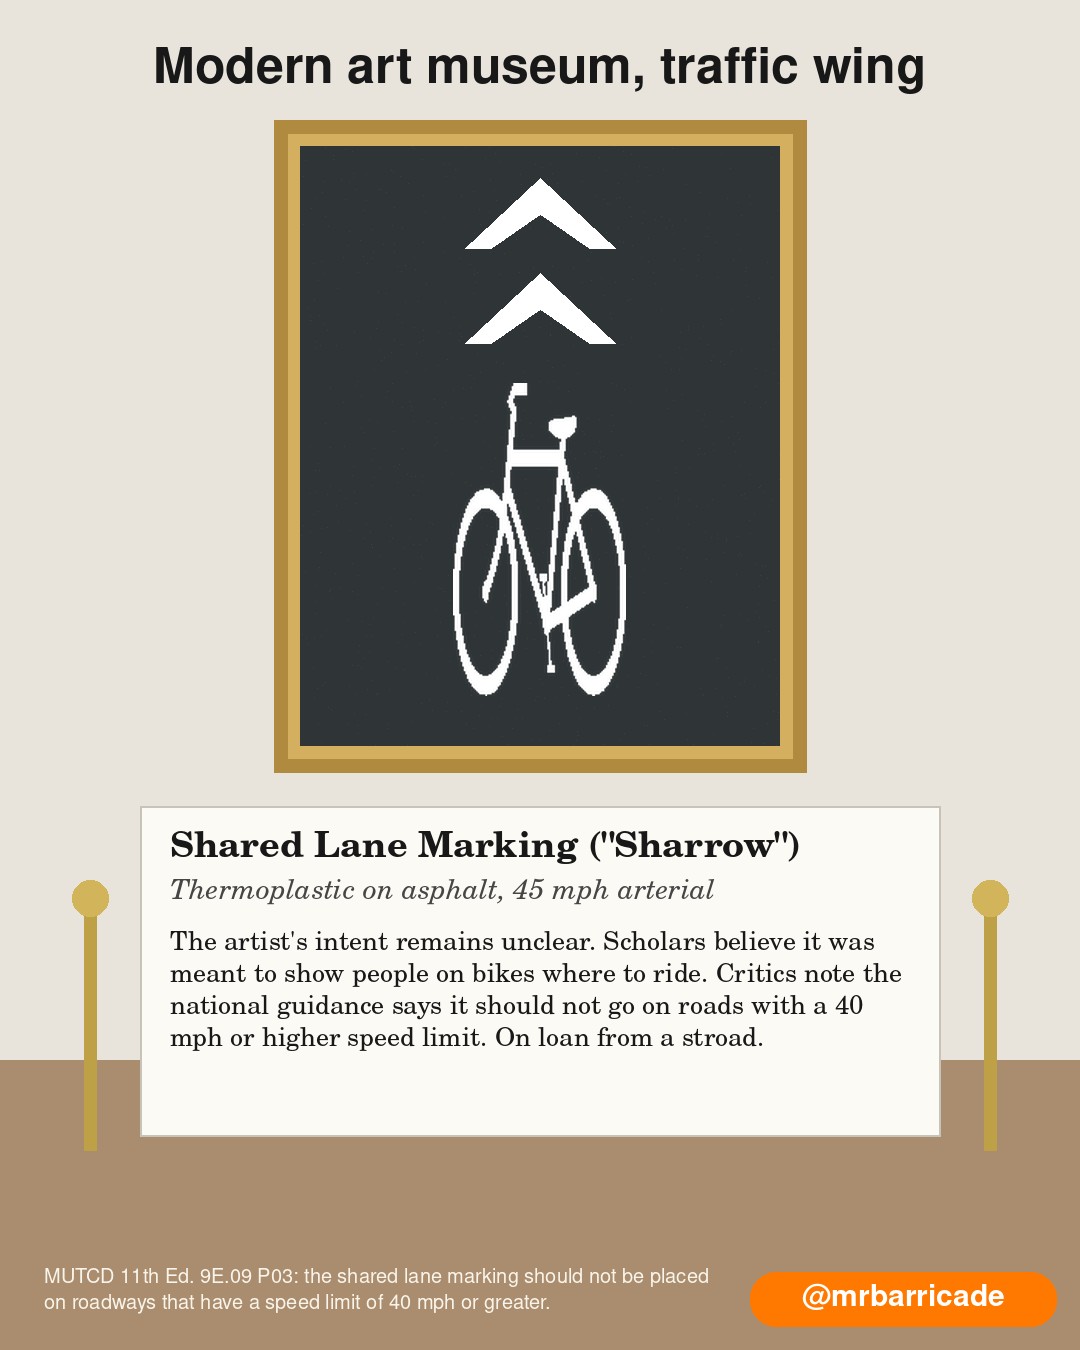 Modern art museum, traffic wing
Shared Lane Marking ("Sharrow")
Thermoplastic on asphalt, 45 mph arterial
The artist's intent remains unclear. Scholars believe it was
meant to show people on bikes where to ride. Critics note the
national guidance says it should not go on roads with a 40
mph or higher speed limit. On loan from a stroad.
MUTCD 11th Ed. 9E.09 P03: the shared lane marking should not be placed
on roadways that have a speed limit of 40 mph or greater.
@mrbarricade